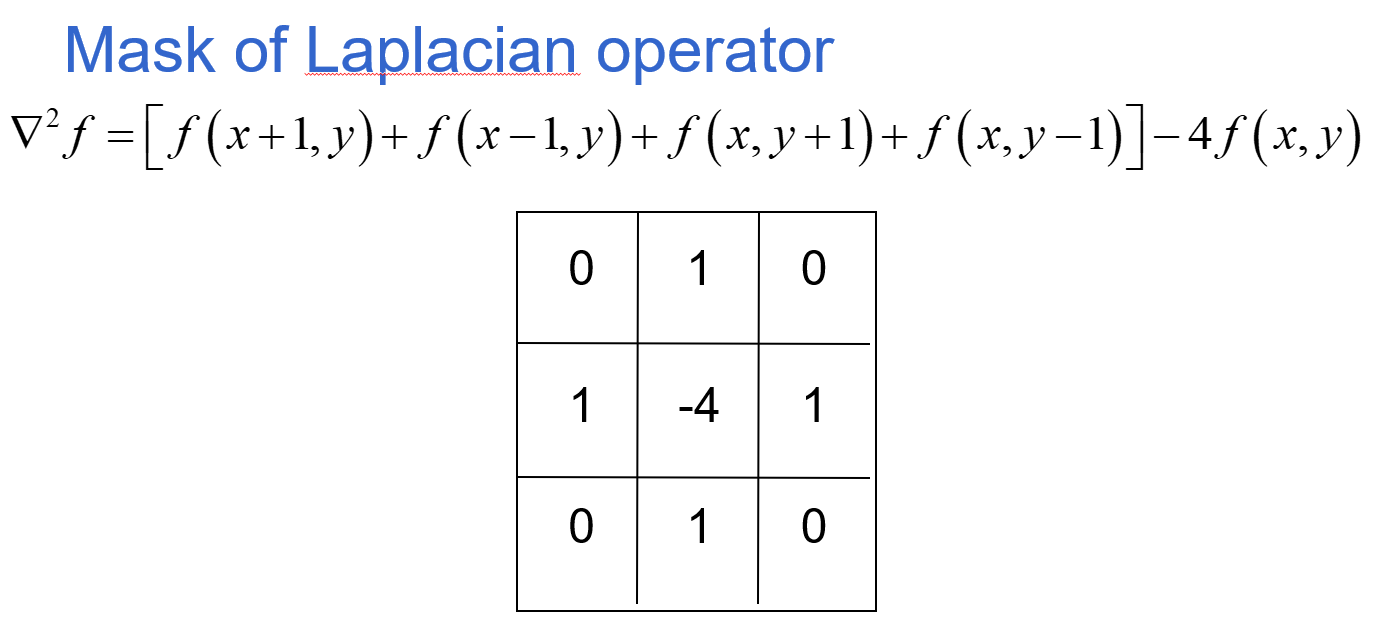 Mask of Laplacian operator
∇²f = [f(x+1, y) + f(x−1, y) + f(x, y+1) + f(x, y−1)] − 4f(x, y)
0 1 0
1 -4 1
0 1 0